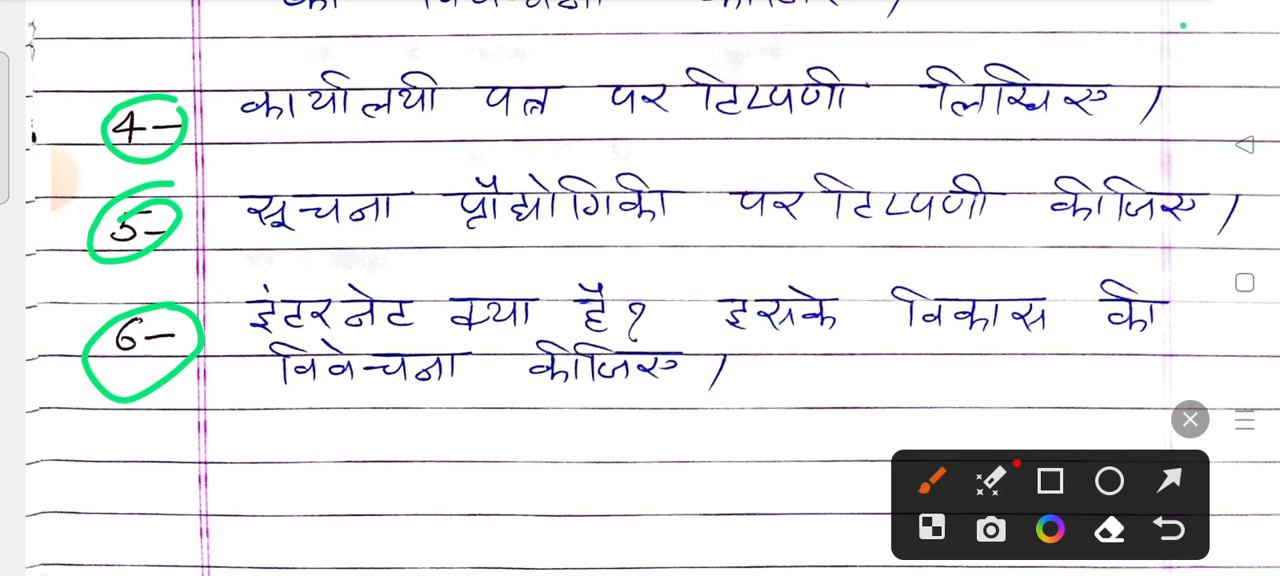 4- कार्यालयी पत्र पर टिप्पणी लिखिए।
5- सूचना प्रौद्योगिकी पर टिप्पणी कीजिए।
6- इंटरनेट क्या है? इसके विकास की
विवेचना कीजिए।